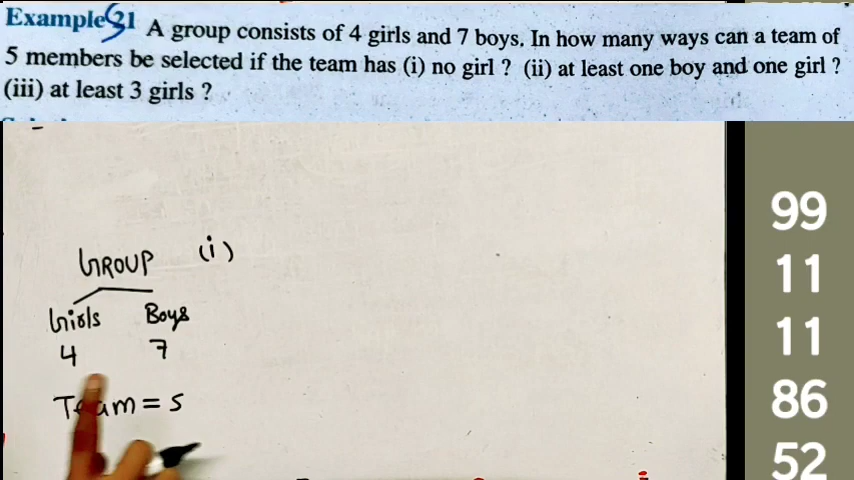 Example 21 A group consists of 4 girls and 7 boys. In how many ways can a team of
5 members be selected if the team has (i) no girl ? (ii) at least one boy and one girl ?
(iii) at least 3 girls ?
GROUP (i)
Girls Boys
4 7
Team = 5
99
11
11
86
52